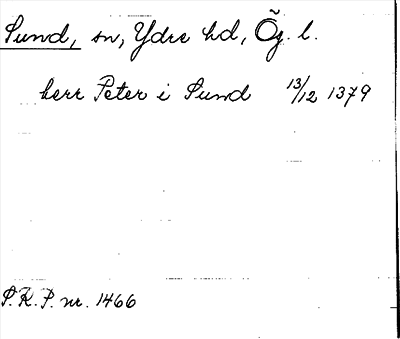 Sund, sn, Ydre hd, Ög. l.
herr Peter i Sund 13/12 1379
S.R.P. nr. 1466